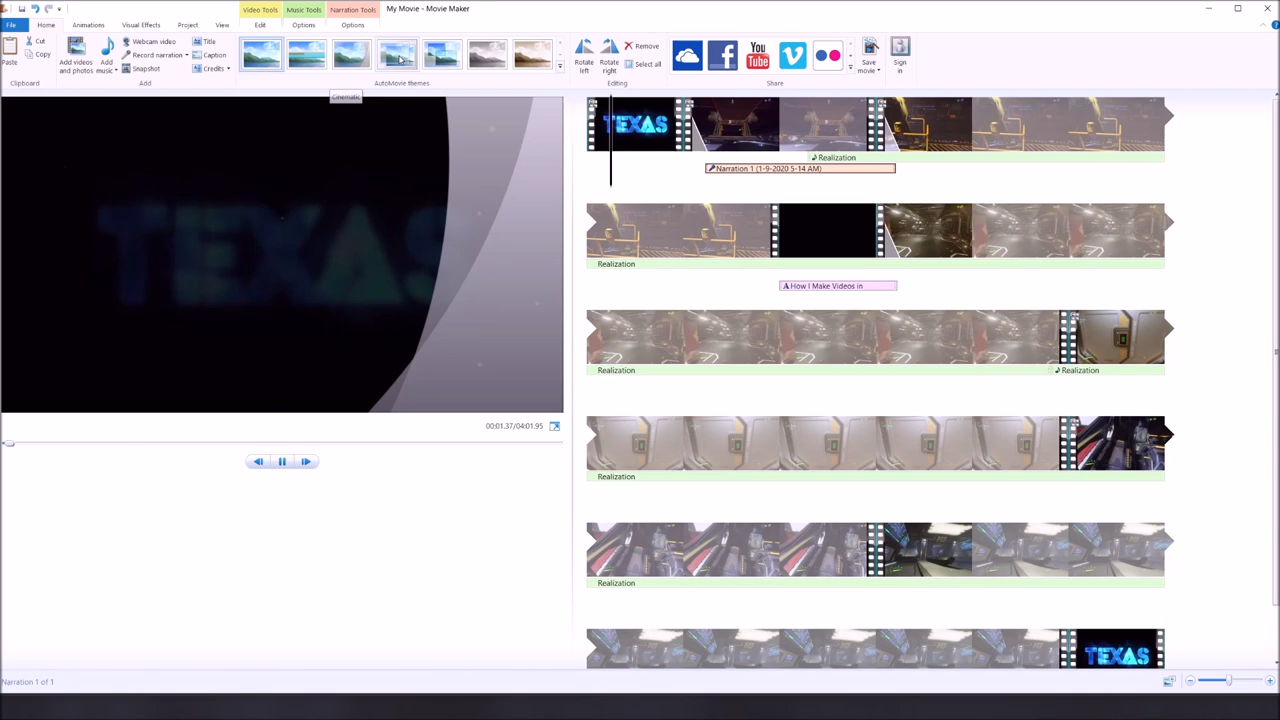 Video Tools Music Tools Narration Tools My Movie - Movie Maker
File Home Animations Visual Effects Project View Edit Options Options
Paste Cut Copy Clipboard
Add videos and photos Add music Webcam video Record narration Snapshot Title Caption Credits Add
AutoMovie themes
Rotate left Rotate right Remove Select all Editing
You Tube Share
Save movie Sign in
Cinematic
TEXAS
TEXAS
Realization
Narration 1 (1-9-2020 5-14 AM)
Realization
How I Make Videos in
Realization
Realization
00:01.37/04:01.95
Realization
Realization
TEXAS
Narration 1 of 1